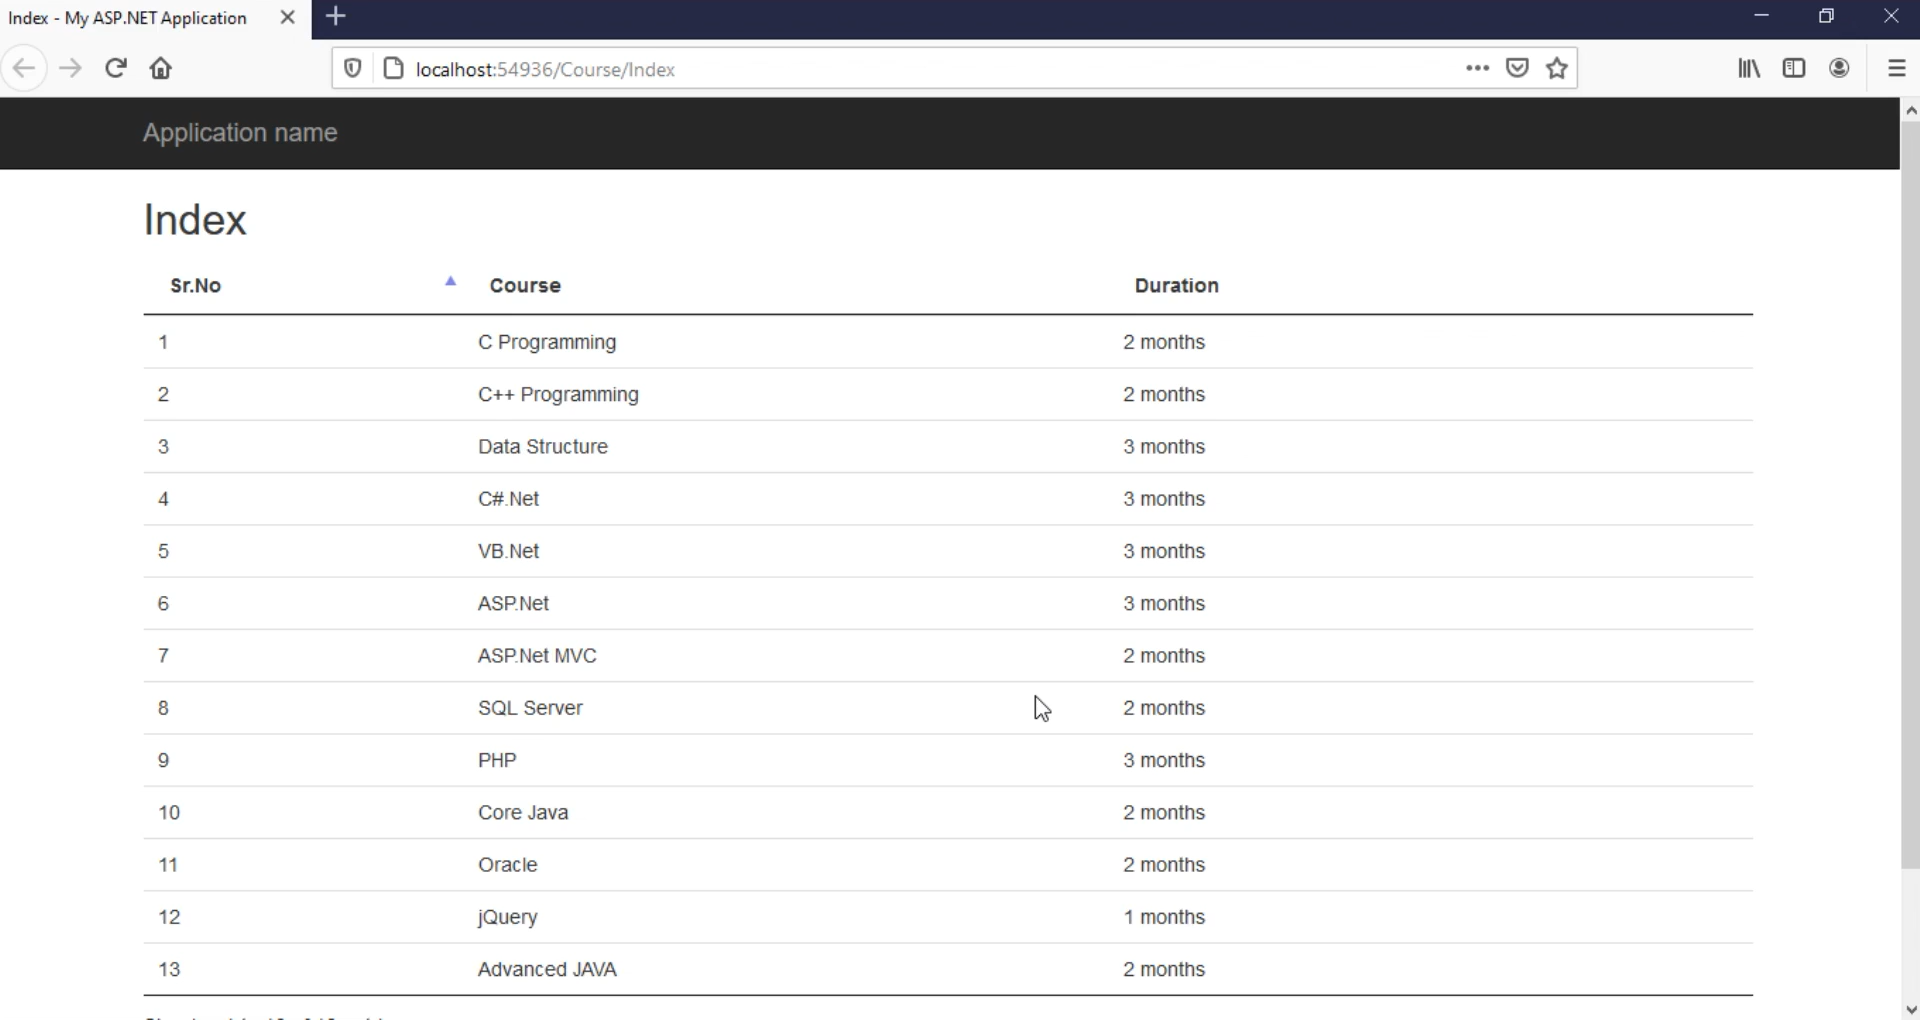 Index - My ASP.NET Application
localhost:54936/Course/Index
Application name
Index
Sr.No Course Duration
1 C Programming 2 months
2 C++ Programming 2 months
3 Data Structure 3 months
4 C#.Net 3 months
5 VB.Net 3 months
6 ASP.Net 3 months
7 ASP.Net MVC 2 months
8 SQL Server 2 months
9 PHP 3 months
10 Core Java 2 months
11 Oracle 2 months
12 jQuery 1 months
13 Advanced JAVA 2 months